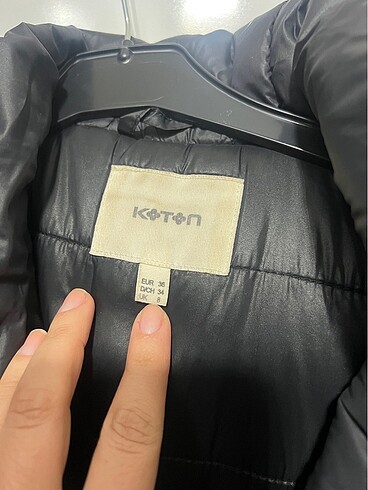 KOTON
EUR 36
D/CH 34
UK 8